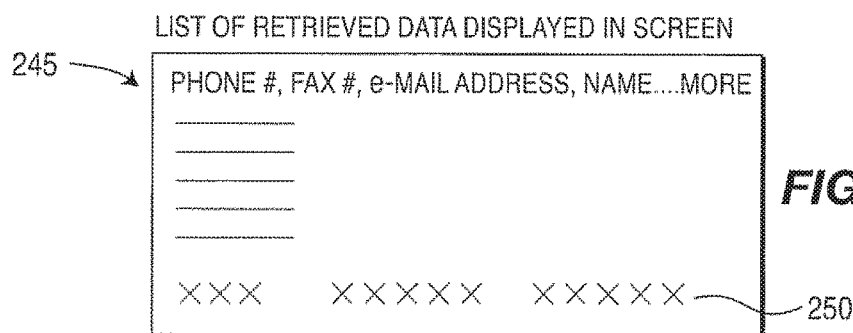 LIST OF RETRIEVED DATA DISPLAYED IN SCREEN
245
PHONE #, FAX #, e-MAIL ADDRESS, NAME....MORE
FIG
XXX XXXXX XXXXX
250